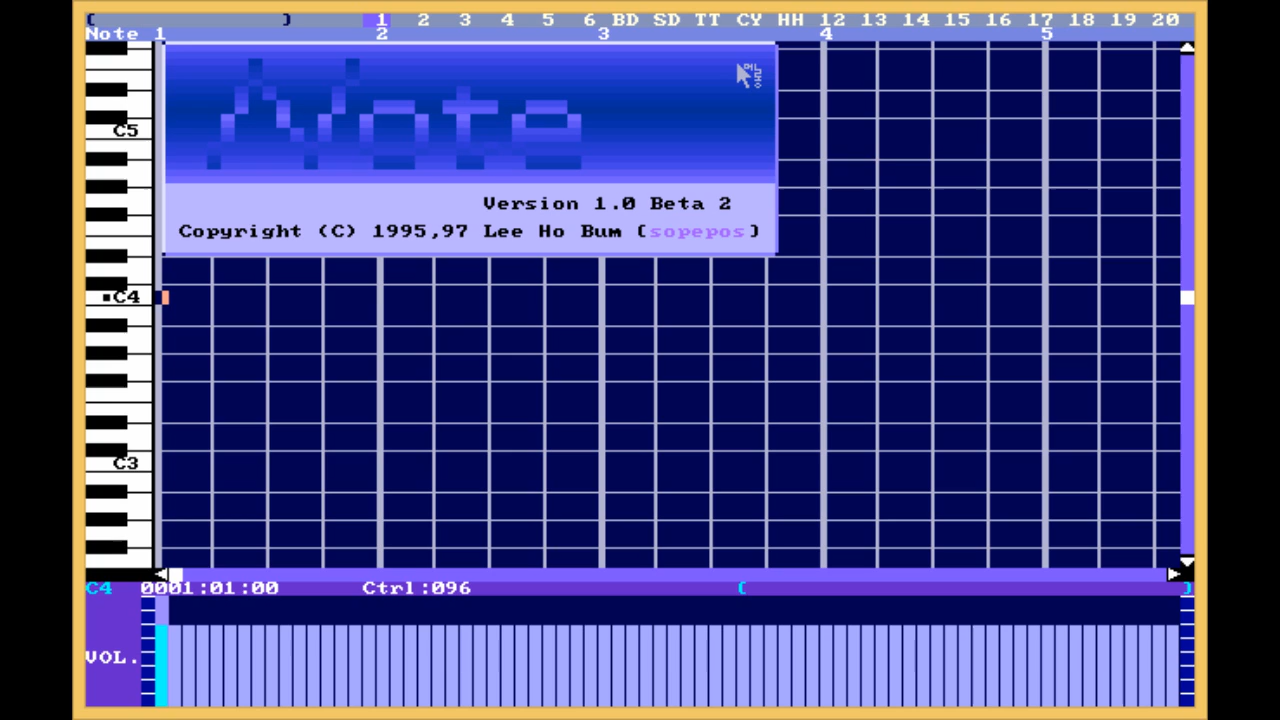 [ ] 1 2 3 4 5 6 BD SD TT CY HH 12 13 14 15 16 17 18 19 20
Note 1 2 3 4 5
Note
C5
Version 1.0 Beta 2
Copyright (C) 1995,97 Lee Ho Bum [sopepos]
■C4
C3
C4 0001:01:00 Ctrl:096 [ ]
VOL.